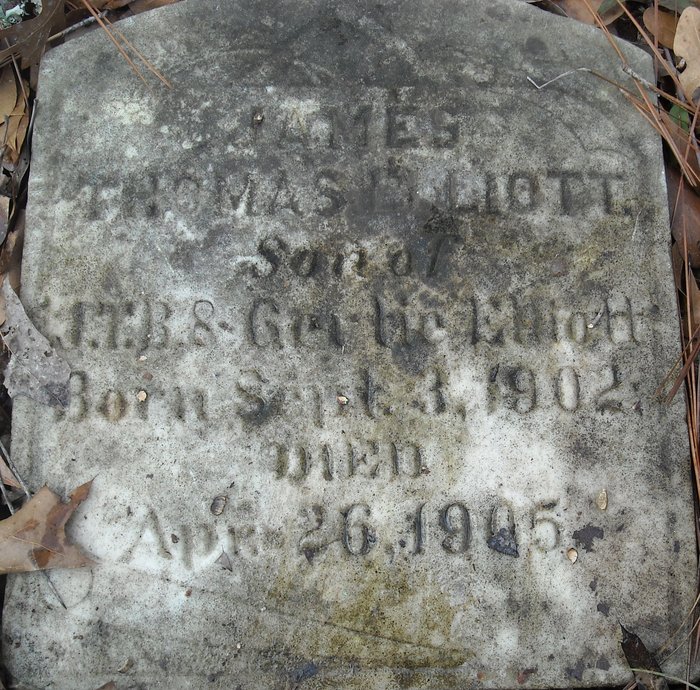 JAMES
THOMAS ELLIOTT.
Son of
J.T.B. & Gertie Elliott
Born Sept. 3, 1902.
DIED
Apr. 26, 1905.